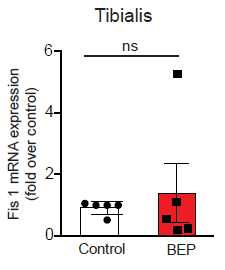 Tibialis
ns
Fis 1 mRNA expression
(fold over control)
6
4
2
0
Control
BEP